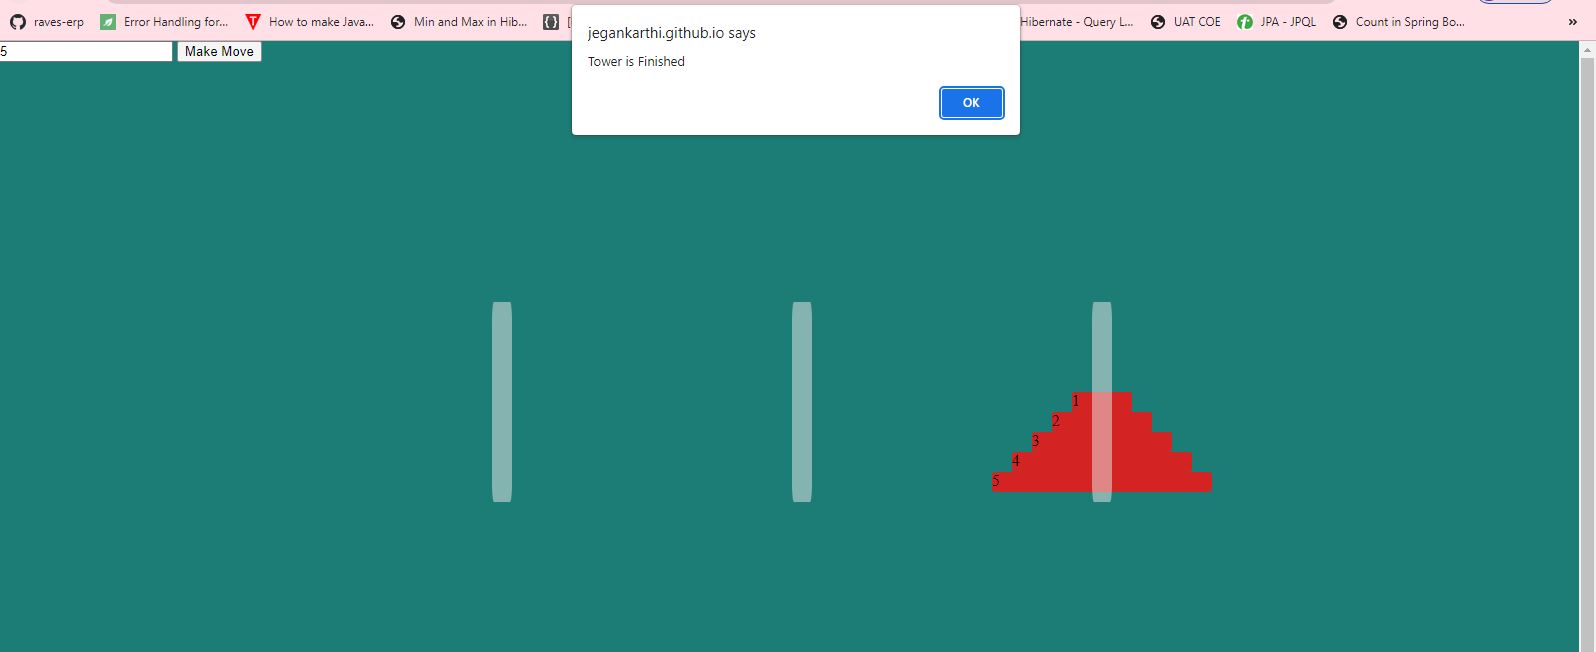 raves-erp Error Handling for... How to make Java... Min and Max in Hib... Hibernate - Query L... UAT COE JPA - JPQL Count in Spring Bo... »
jegankarthi.github.io says
Tower is Finished
OK
5 Make Move
1
2
3
4
5